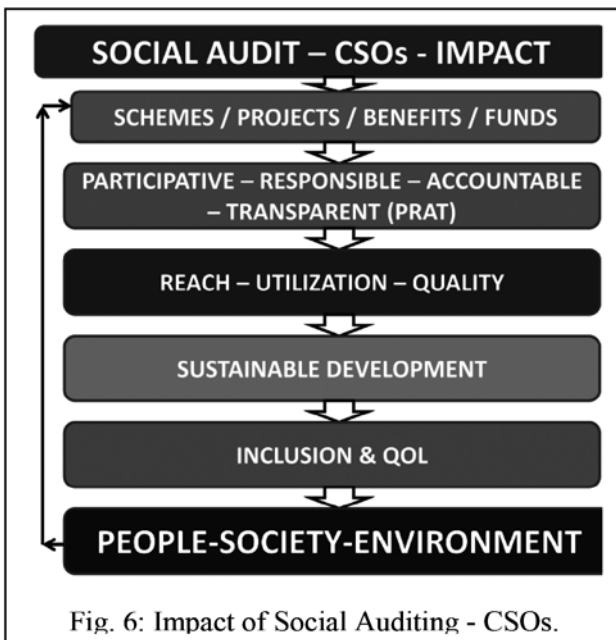 SOCIAL AUDIT – CSOs - IMPACT
SCHEMES / PROJECTS / BENEFITS / FUNDS
PARTICIPATIVE – RESPONSIBLE – ACCOUNTABLE
– TRANSPARENT (PRAT)
REACH – UTILIZATION – QUALITY
SUSTAINABLE DEVELOPMENT
INCLUSION & QOL
PEOPLE-SOCIETY-ENVIRONMENT
Fig. 6: Impact of Social Auditing - CSOs.